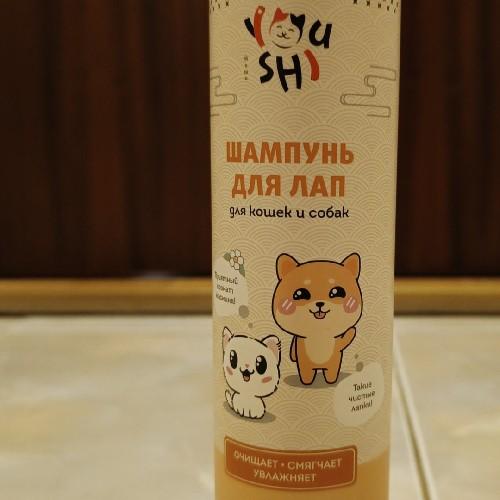 YOU
SHI
ШАМПУНЬ
ДЛЯ ЛАП
для кошек и собак
Приятный
аромат
жасмина!
Такие
чистые
лапки!
ОЧИЩАЕТ • СМЯГЧАЕТ
УВЛАЖНЯЕТ